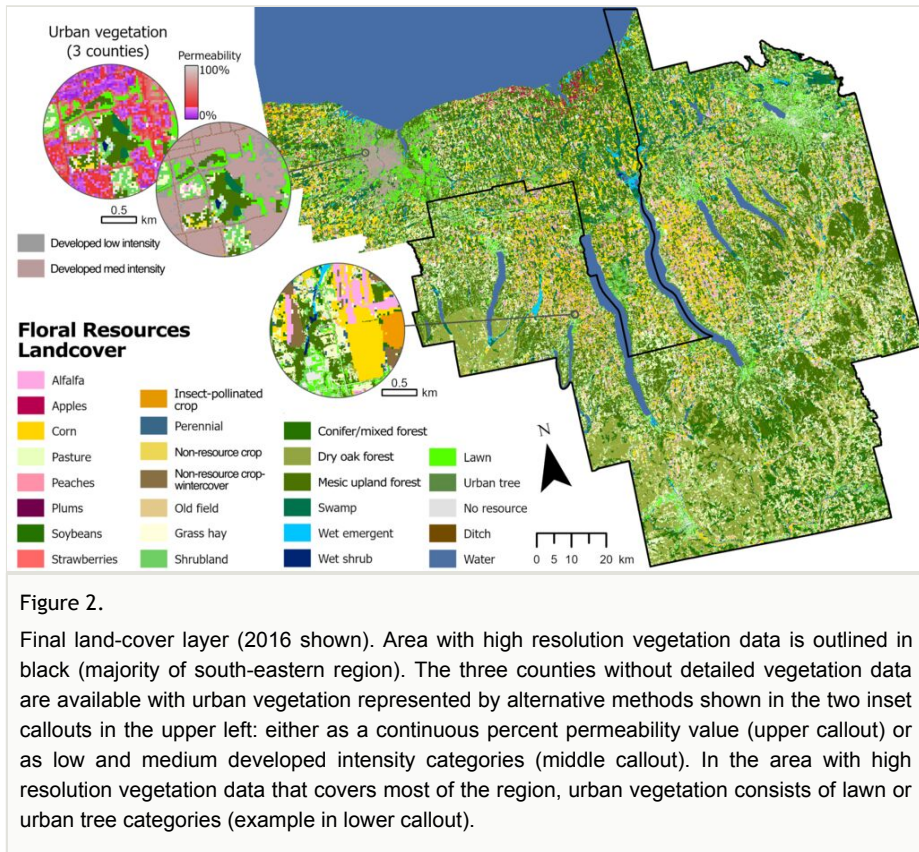 Urban vegetation
(3 counties)
Permeability
100%
0%
0.5
km
Developed low intensity
Developed med intensity
0.5
km
Floral Resources
Landcover
Alfalfa
Apples
Corn
Pasture
Peaches
Plums
Soybeans
Strawberries
Insect-pollinated
crop
Perennial
Non-resource crop
Non-resource crop-
wintercover
Old field
Grass hay
Shrubland
Conifer/mixed forest
Dry oak forest
Mesic upland forest
Swamp
Wet emergent
Wet shrub
Lawn
Urban tree
No resource
Ditch
Water
N
0 5 10 20 km
Figure 2.
Final land-cover layer (2016 shown). Area with high resolution vegetation data is outlined in
black (majority of south-eastern region). The three counties without detailed vegetation data
are available with urban vegetation represented by alternative methods shown in the two inset
callouts in the upper left: either as a continuous percent permeability value (upper callout) or
as low and medium developed intensity categories (middle callout). In the area with high
resolution vegetation data that covers most of the region, urban vegetation consists of lawn or
urban tree categories (example in lower callout).